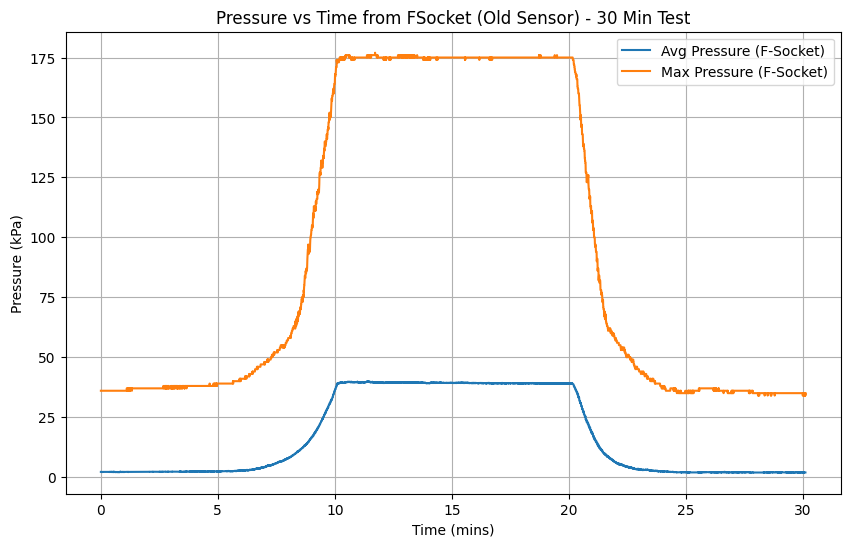 Pressure vs Time from FSocket (Old Sensor) - 30 Min Test
Avg Pressure (F-Socket)
Max Pressure (F-Socket)
Pressure (kPa)
175
150
125
100
75
50
25
0
0 5 10 15 20 25 30
Time (mins)